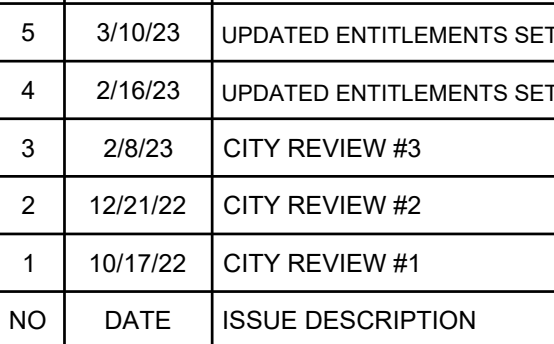 5 3/10/23 UPDATED ENTITLEMENTS SET
4 2/16/23 UPDATED ENTITLEMENTS SET
3 2/8/23 CITY REVIEW #3
2 12/21/22 CITY REVIEW #2
1 10/17/22 CITY REVIEW #1
NO DATE ISSUE DESCRIPTION